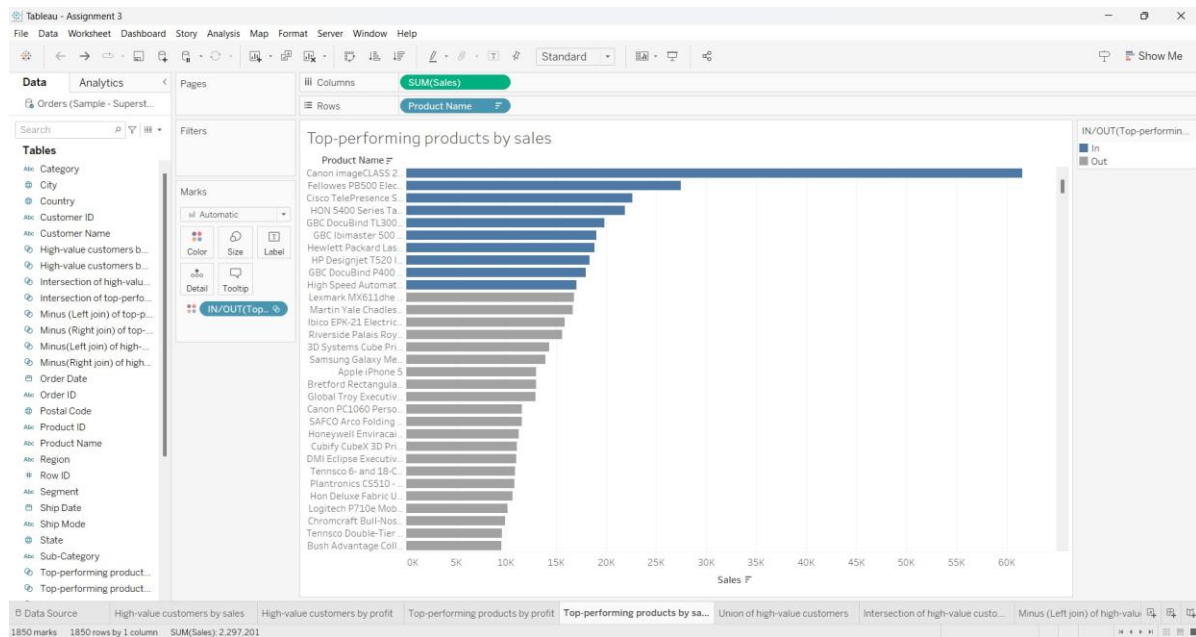 Tableau - Assignment 3
File Data Worksheet Dashboard Story Analysis Map Format Server Window Help
Standard
Show Me
Data Analytics
Pages
Columns SUM(Sales)
Orders (Sample - Superst...
Rows Product Name
Search
Filters
Tables
Abc Category
City
Country
Abc Customer ID
Abc Customer Name
High-value customers b...
High-value customers b...
Intersection of high-valu...
Intersection of top-perfo...
Minus (Left join) of top-p...
Minus (Right join) of top-...
Minus(Left join) of high-...
Minus(Right join) of high...
Order Date
Abc Order ID
Postal Code
Abc Product ID
Abc Product Name
Abc Region
# Row ID
Abc Segment
Ship Date
Abc Ship Mode
State
Abc Sub-Category
Top-performing product...
Top-performing product...
Marks
Automatic
Color Size Label
Detail Tooltip
IN/OUT(Top..
Top-performing products by sales
Product Name
Canon imageCLASS 2..
Fellowes PB500 Elec..
Cisco TelePresence S..
HON 5400 Series Ta..
GBC DocuBind TL300..
GBC Ibimaster 500 ..
Hewlett Packard Las..
HP Designjet T520 I..
GBC DocuBind P400 ..
High Speed Automat..
Lexmark MX611dhe ..
Martin Yale Chadles..
Ibico EPK-21 Electric..
Riverside Palais Roy..
3D Systems Cube Pri..
Samsung Galaxy Me..
Apple iPhone 5
Bretford Rectangula..
Global Troy Executiv..
Canon PC1060 Perso..
SAFCO Arco Folding ..
Honeywell Enviracai..
Cubify CubeX 3D Pri..
DMI Eclipse Executiv..
Tennsco 6- and 18-C..
Plantronics CS510 - ..
Hon Deluxe Fabric U..
Logitech P710e Mob..
Chromcraft Bull-Nos..
Tennsco Double-Tier ..
Bush Advantage Coll..
0K 5K 10K 15K 20K 25K 30K 35K 40K 45K 50K 55K 60K
Sales
IN/OUT(Top-performin...
In
Out
Data Source High-value customers by sales High-value customers by profit Top-performing products by profit Top-performing products by sa... Union of high-value customers Intersection of high-value custo... Minus (Left join) of high-valu
1850 marks 1850 rows by 1 column SUM(Sales): 2,297,201